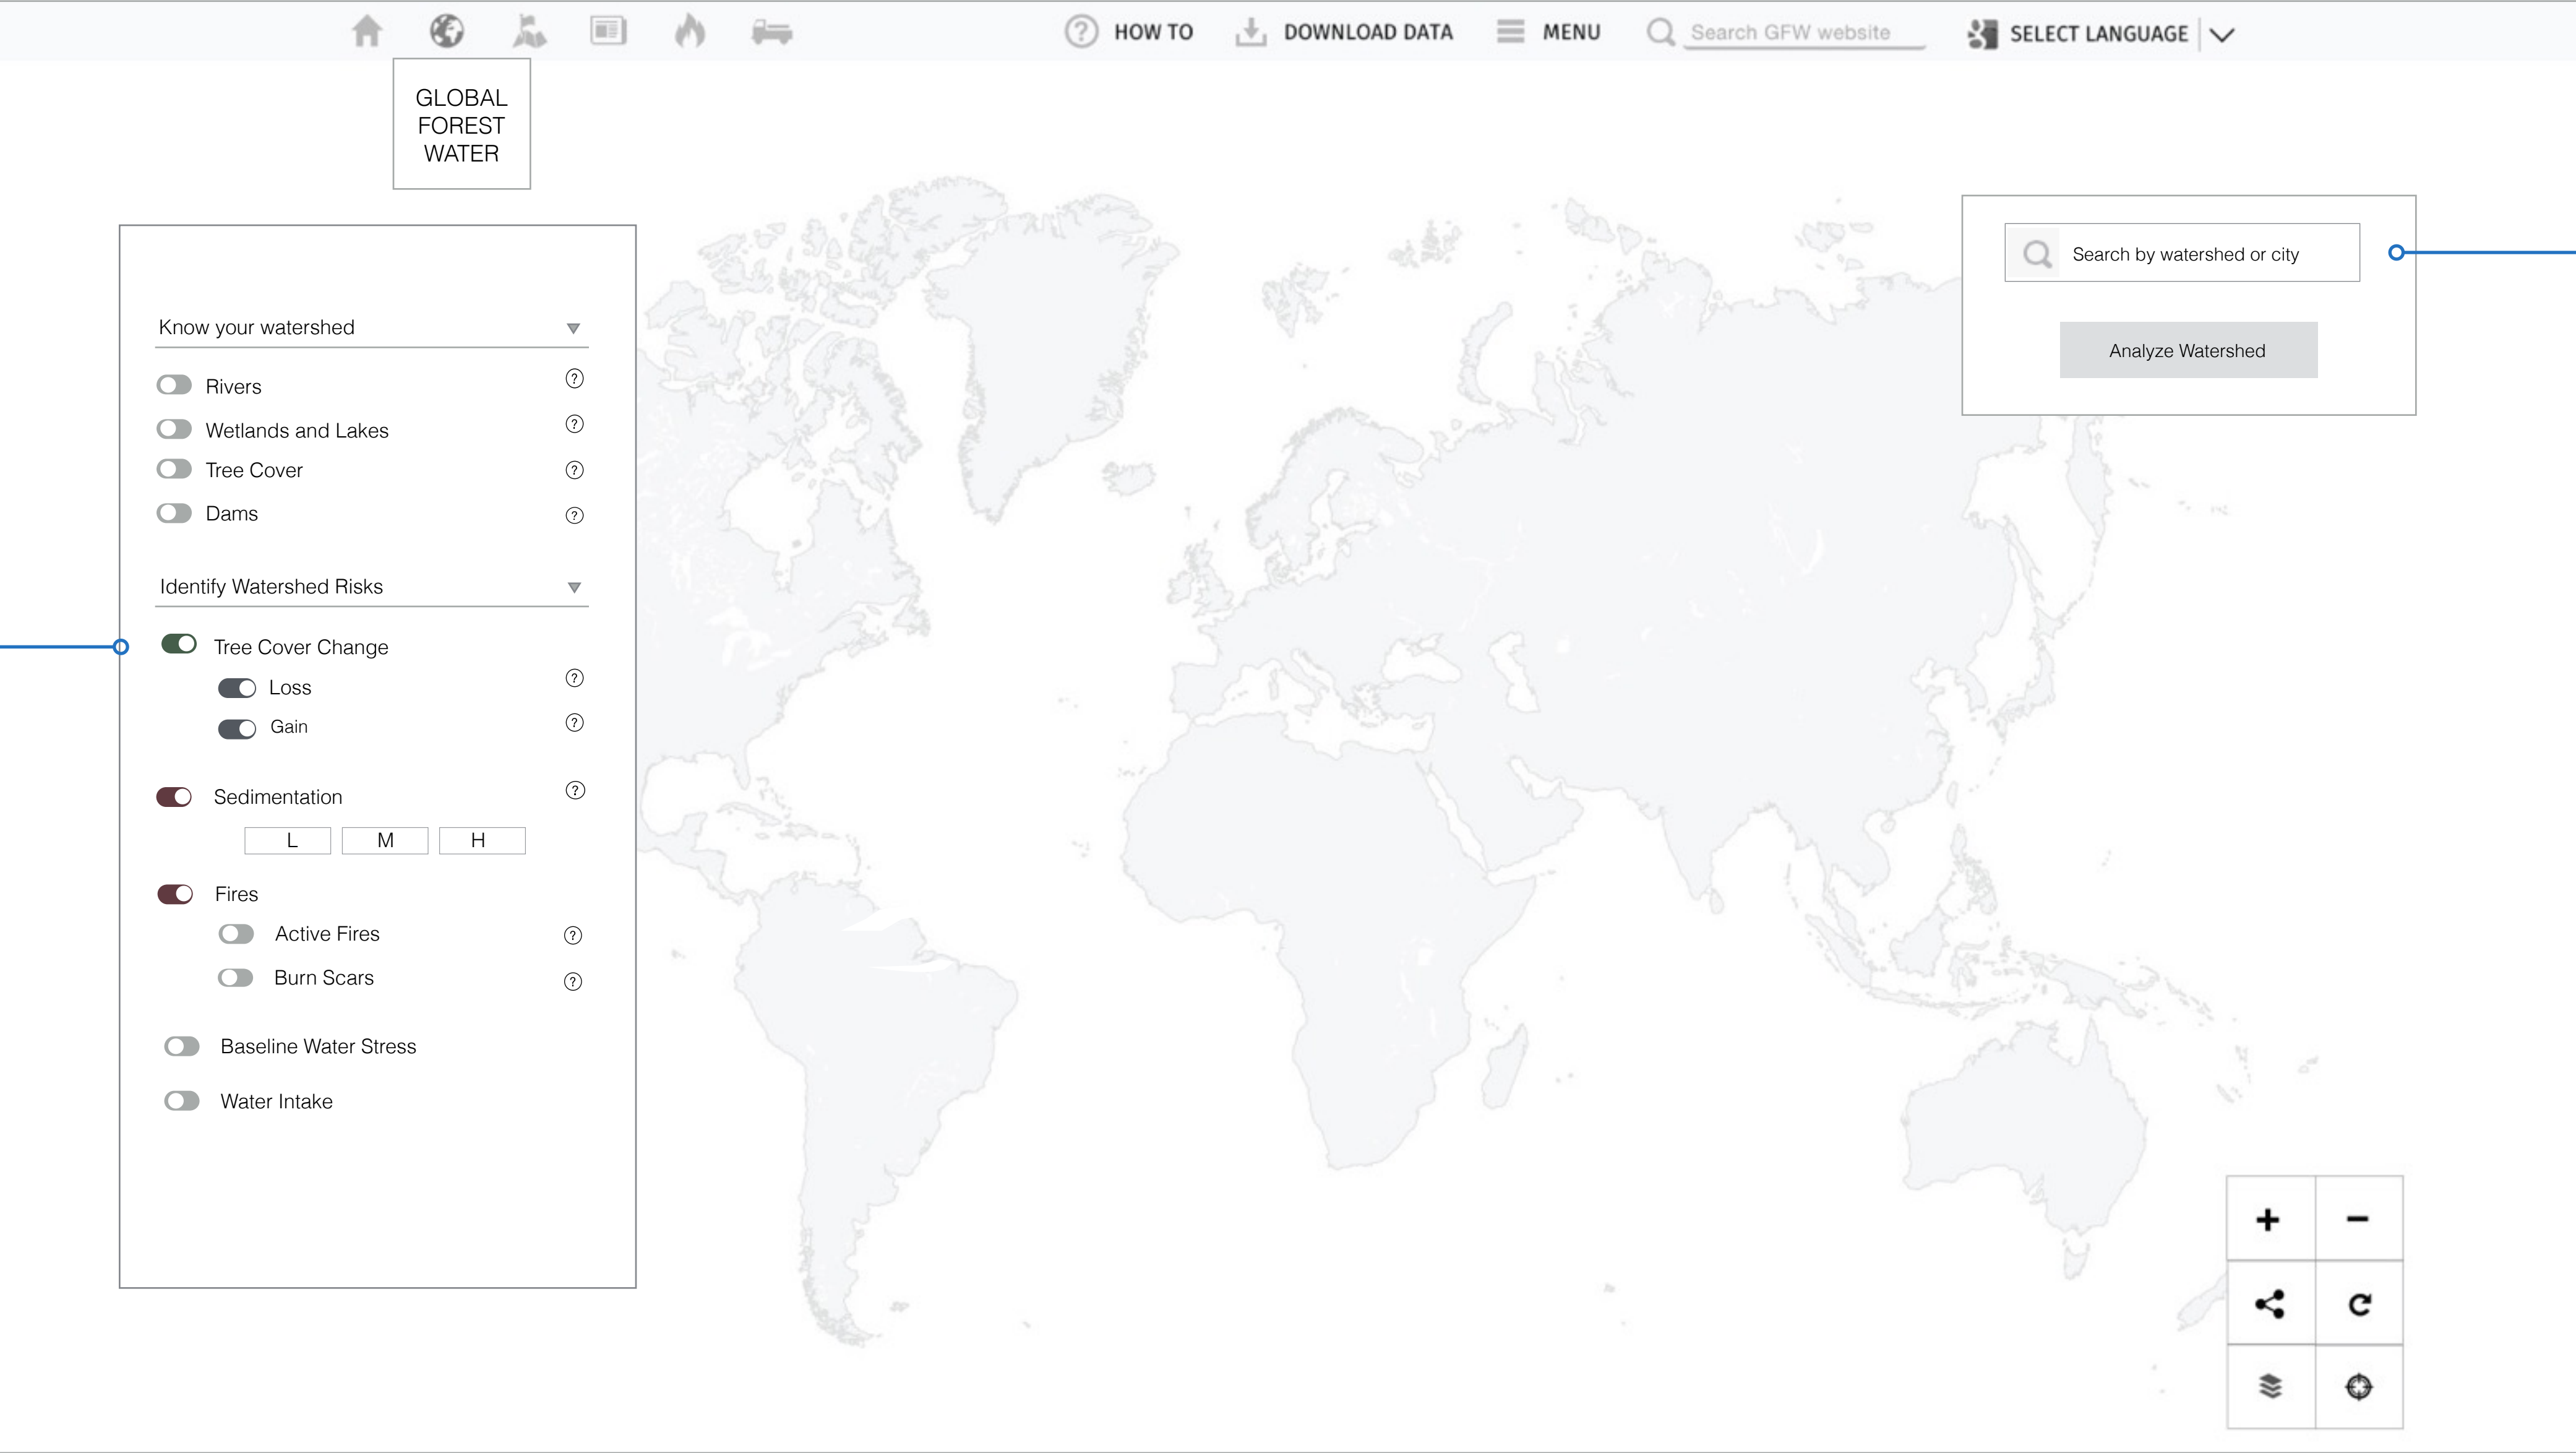 HOW TO
DOWNLOAD DATA
MENU
Search GFW website
SELECT LANGUAGE
GLOBAL
FOREST
WATER
Know your watershed
Rivers
?
Wetlands and Lakes
?
Tree Cover
?
Dams
?
Identify Watershed Risks
Tree Cover Change
Loss
?
Gain
?
Sedimentation
?
L M H
Fires
Active Fires
?
Burn Scars
?
Baseline Water Stress
Water Intake
Search by watershed or city
Analyze Watershed